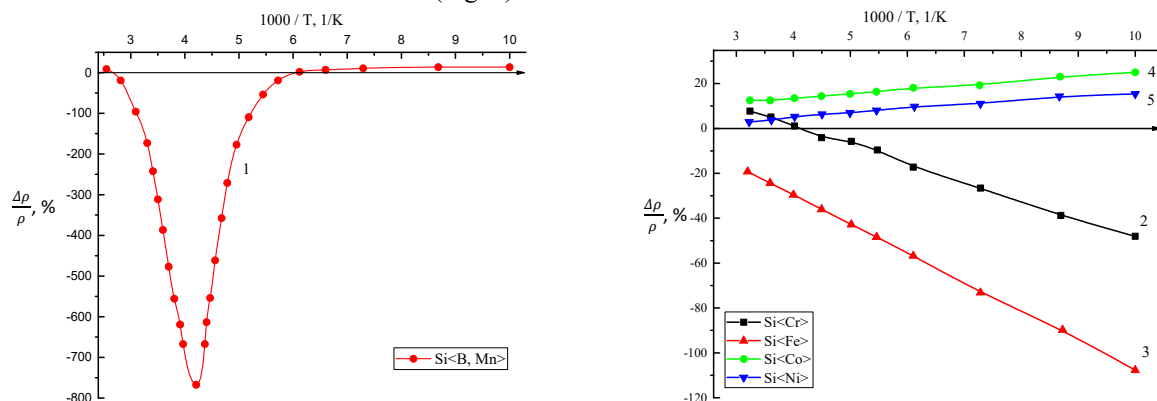 1000 / T, 1/K
3 4 5 6 7 8 9 10
0
-100
-200
-300
-400
-500
-600
-700
-800
Δρ/ρ, %
1
Si<B, Mn>
1000 / T, 1/K
3 4 5 6 7 8 9 10
20
0
-20
-40
-60
-80
-100
-120
Δρ/ρ, %
4
5
2
3
Si<Cr>
Si<Fe>
Si<Co>
Si<Ni>